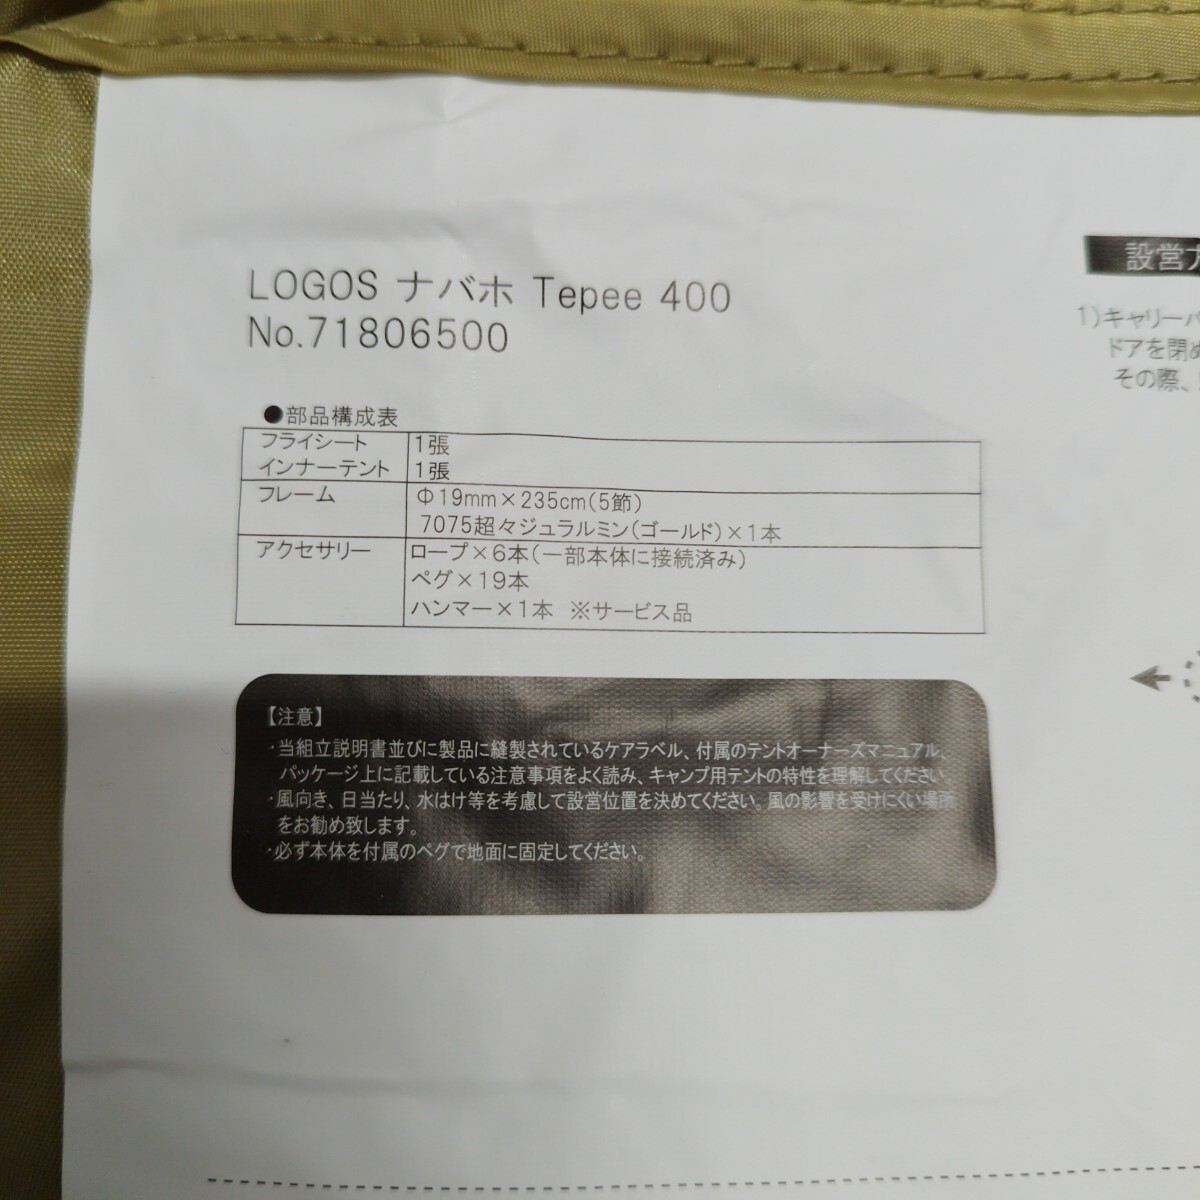 LOGOS ナバホ Tepee 400
No.71806500
●部品構成表
フライシート 1張
インナーテント 1張
フレーム Φ19mm×235cm(5節)
7075超々ジュラルミン(ゴールド)×1本
アクセサリー ロープ×6本(一部本体に接続済み)
ペグ×19本
ハンマー×1本 ※サービス品
【注意】
・当組立説明書並びに製品に縫製されているケアラベル、付属のテントオーナーズマニュアル、
パッケージ上に記載している注意事項をよく読み、キャンプ用テントの特性を理解してください
・風向き、日当たり、水はけ等を考慮して設営位置を決めてください。風の影響を受けにくい場所
をお勧め致します。
・必ず本体を付属のペグで地面に固定してください。
設営
1)キャリー
ドアを閉め
その際、